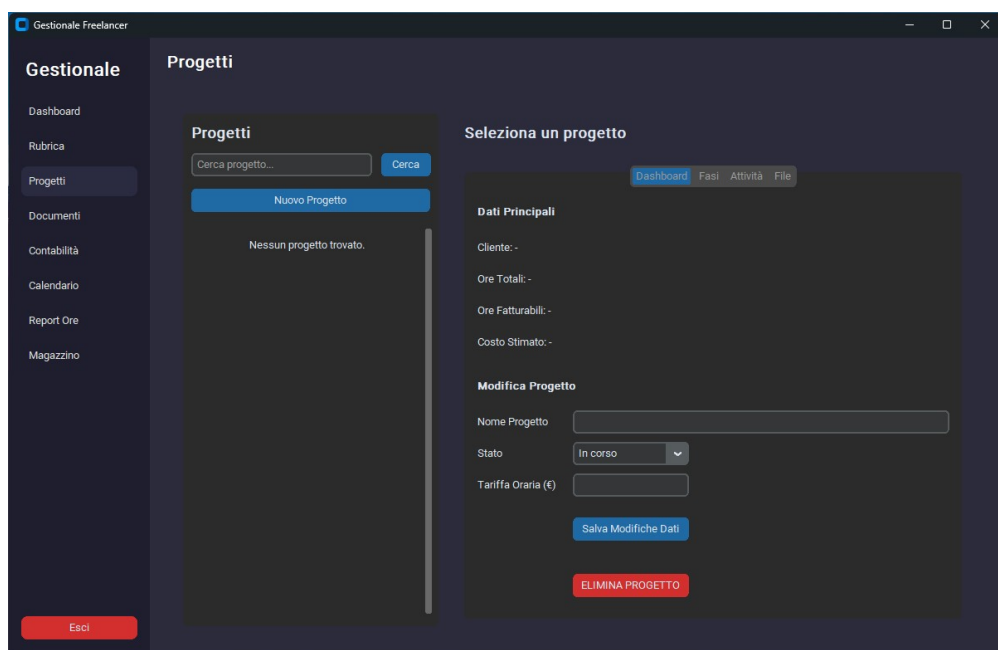 Gestionale Freelancer
Gestionale
Dashboard
Rubrica
Progetti
Documenti
Contabilità
Calendario
Report Ore
Magazzino
Esci
Progetti
Progetti
Cerca progetto...
Cerca
Nuovo Progetto
Nessun progetto trovato.
Seleziona un progetto
Dashboard Fasi Attività File
Dati Principali
Cliente: -
Ore Totali: -
Ore Fatturabili: -
Costo Stimato: -
Modifica Progetto
Nome Progetto
Stato In corso
Tariffa Oraria (€)
Salva Modifiche Dati
ELIMINA PROGETTO